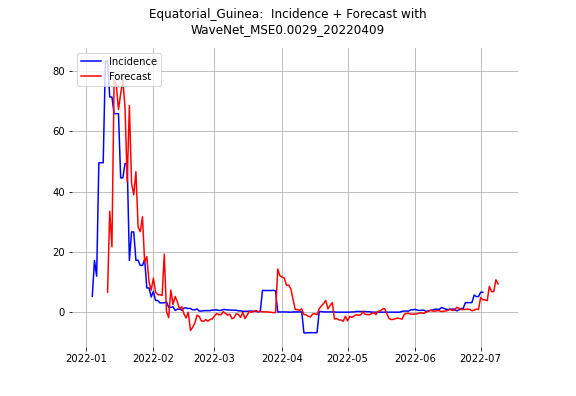 Equatorial_Guinea:  Incidence + Forecast with
WaveNet_MSE0.0029_20220409
Incidence
Forecast
80
60
40
20
0
2022-01 2022-02 2022-03 2022-04 2022-05 2022-06 2022-07